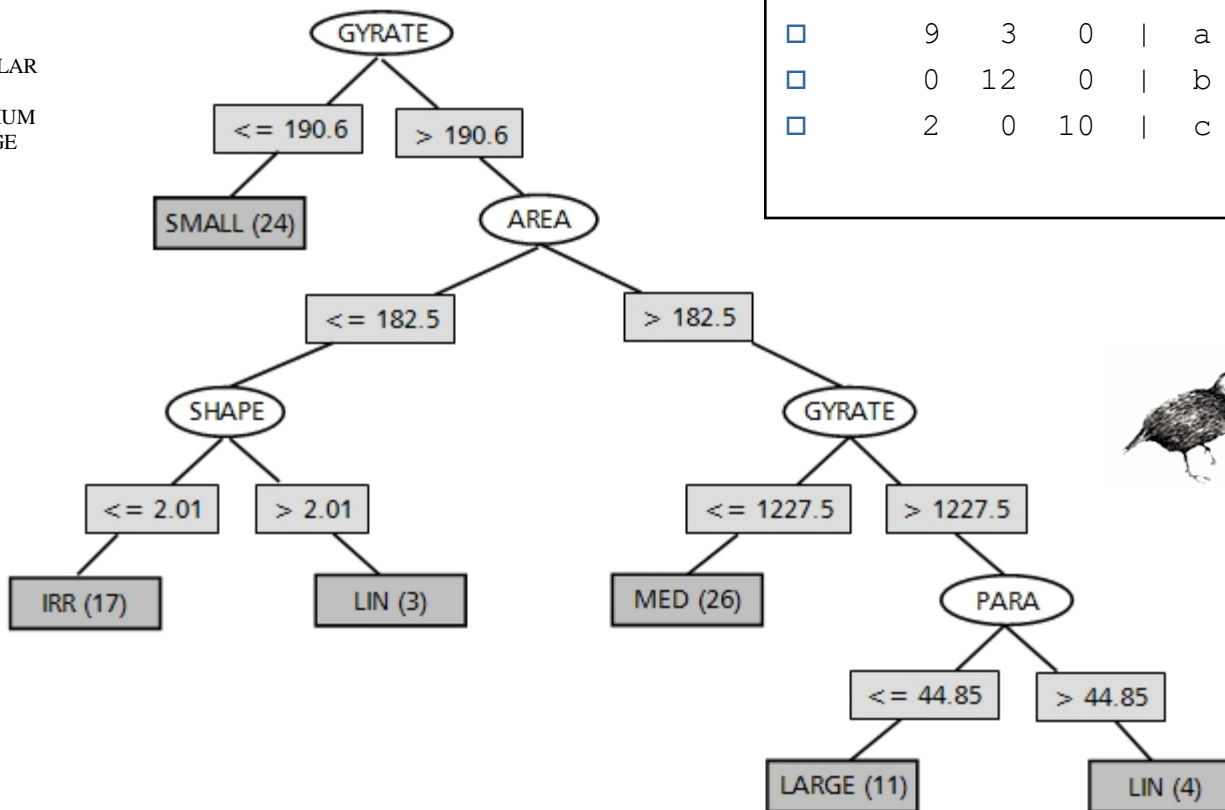 LAR
UM
GE
GYRATE
<= 190.6
> 190.6
SMALL (24)
AREA
<= 182.5
> 182.5
SHAPE
GYRATE
<= 2.01
> 2.01
<= 1227.5
> 1227.5
IRR (17)
LIN (3)
MED (26)
PARA
<= 44.85
> 44.85
LARGE (11)
LIN (4)
9 3 0 | a
0 12 0 | b
2 0 10 | c